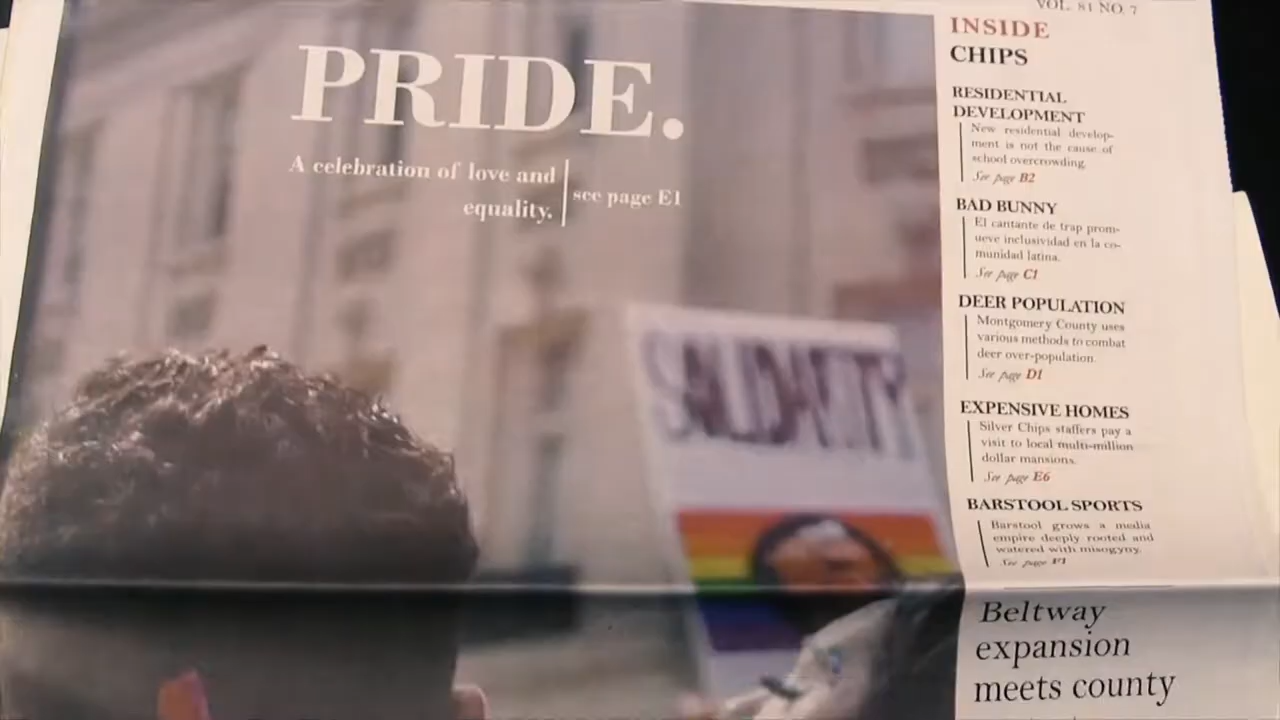 VOL. 81 NO. 7
PRIDE.
A celebration of love and
equality.
see page E1
SOLIDARITY
INSIDE
CHIPS
RESIDENTIAL
DEVELOPMENT
New residential develop-
ment is not the cause of
school overcrowding.
See page B2
BAD BUNNY
El cantante de trap prom-
ueve inclusividad en la co-
munidad latina.
See page C1
DEER POPULATION
Montgomery County uses
various methods to combat
deer over-population.
See page D1
EXPENSIVE HOMES
Silver Chips staffers pay a
visit to local multi-million
dollar mansions.
See page E6
BARSTOOL SPORTS
Barstool grows a media
empire deeply rooted and
watered with misogyny.
See page F1
Beltway
expansion
meets county